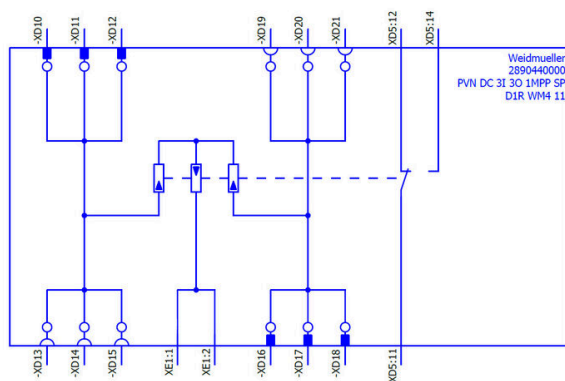 -XD10
-XD11
-XD12
-XD19
-XD20
-XD21
XD5:12
XD5:14
Weidmueller
2890440000
PVN DC 3I 3O 1MPP SP
D1R WM4 11
-XD13
-XD14
-XD15
XE1:1
XE1:2
-XD16
-XD17
-XD18
XD5:11